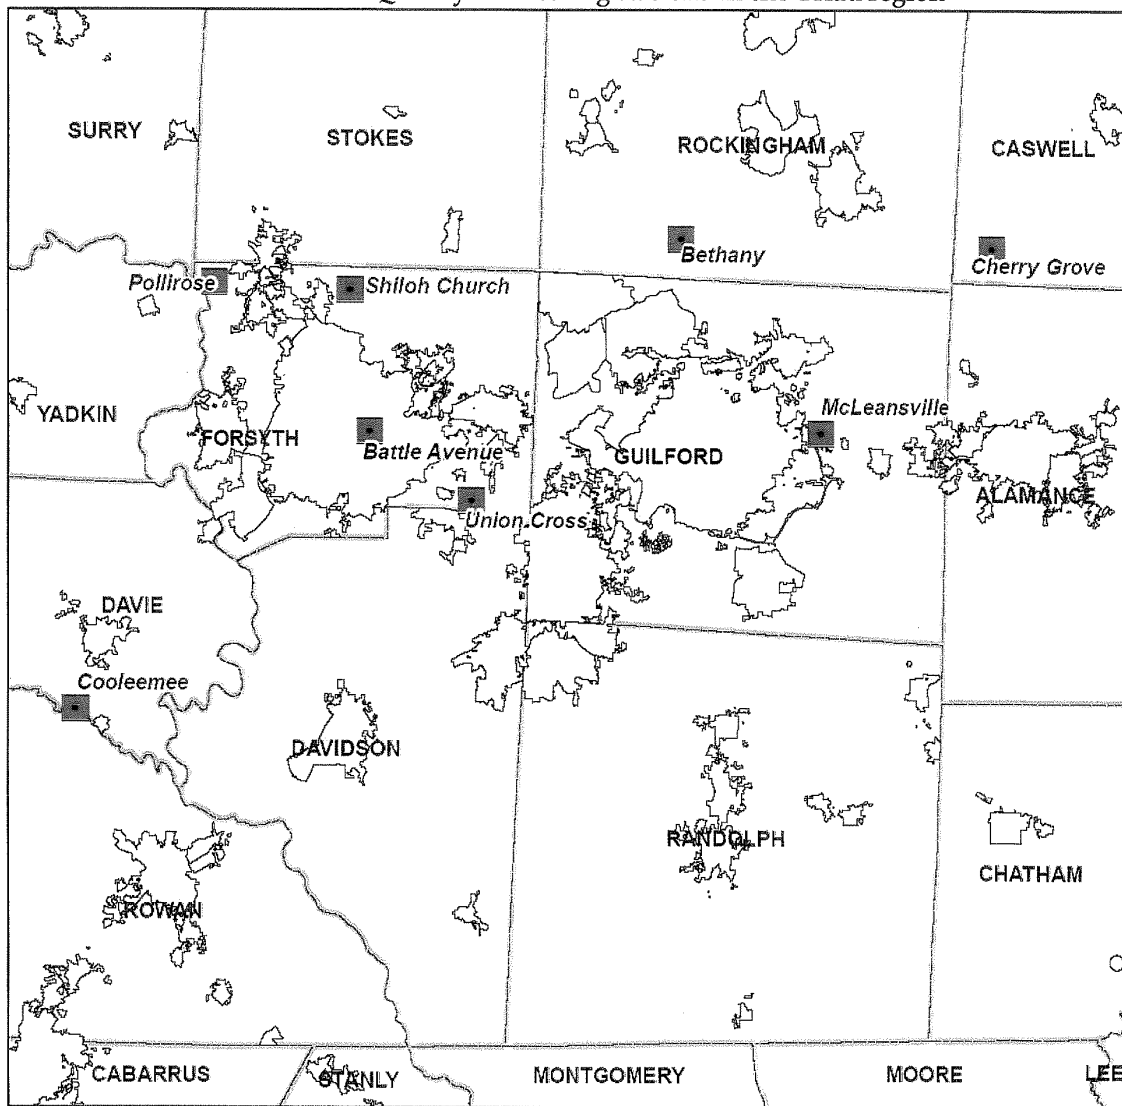 SURRY
STOKES
ROCKINGHAM
CASWELL
Pollirose
Shiloh Church
Bethany
Cherry Grove
YADKIN
FORSYTH
Battle Avenue
McLeansville
GUILFORD
ALAMANCE
Union Cross
DAVIE
Cooleemee
DAVIDSON
RANDOLPH
CHATHAM
ROWAN
CABARRUS
STANLY
MONTGOMERY
MOORE
LEE